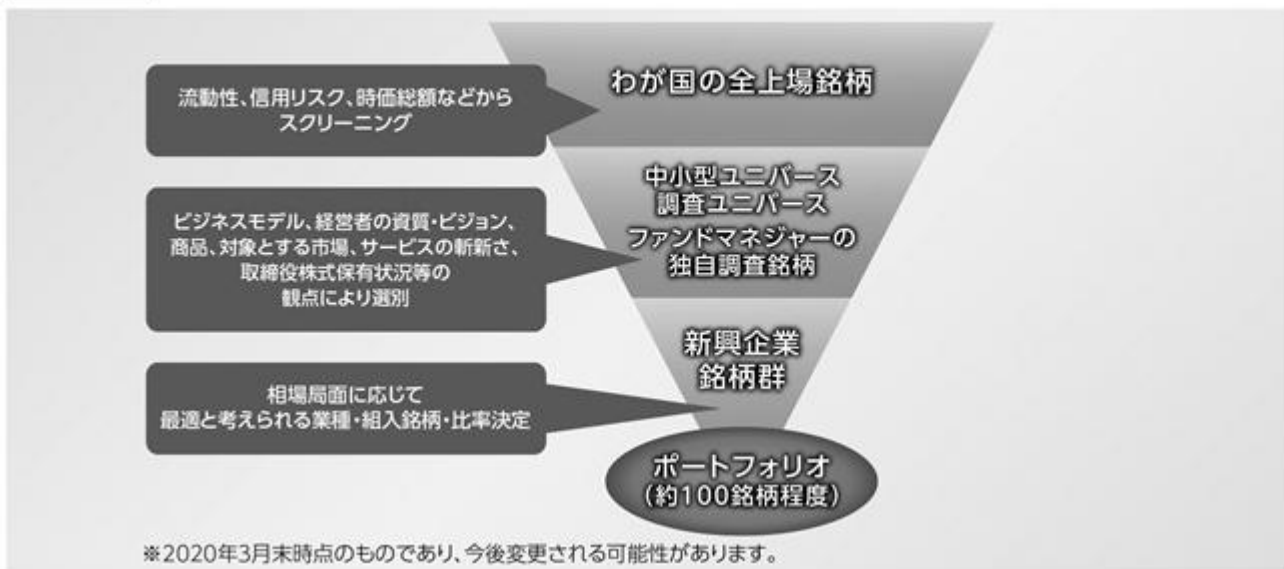 わが国の全上場銘柄
流動性、信用リスク、時価総額などから
スクリーニング
中小型ユニバース
調査ユニバース
ファンドマネジャーの
独自調査銘柄
ビジネスモデル、経営者の資質・ビジョン、
商品、対象とする市場、サービスの斬新さ、
取締役株式保有状況等の
観点により選別
新興企業
銘柄群
相場局面に応じて
最適と考えられる業種・組入銘柄・比率決定
ポートフォリオ
(約100銘柄程度)
※2020年3月末時点のものであり、今後変更される可能性があります。